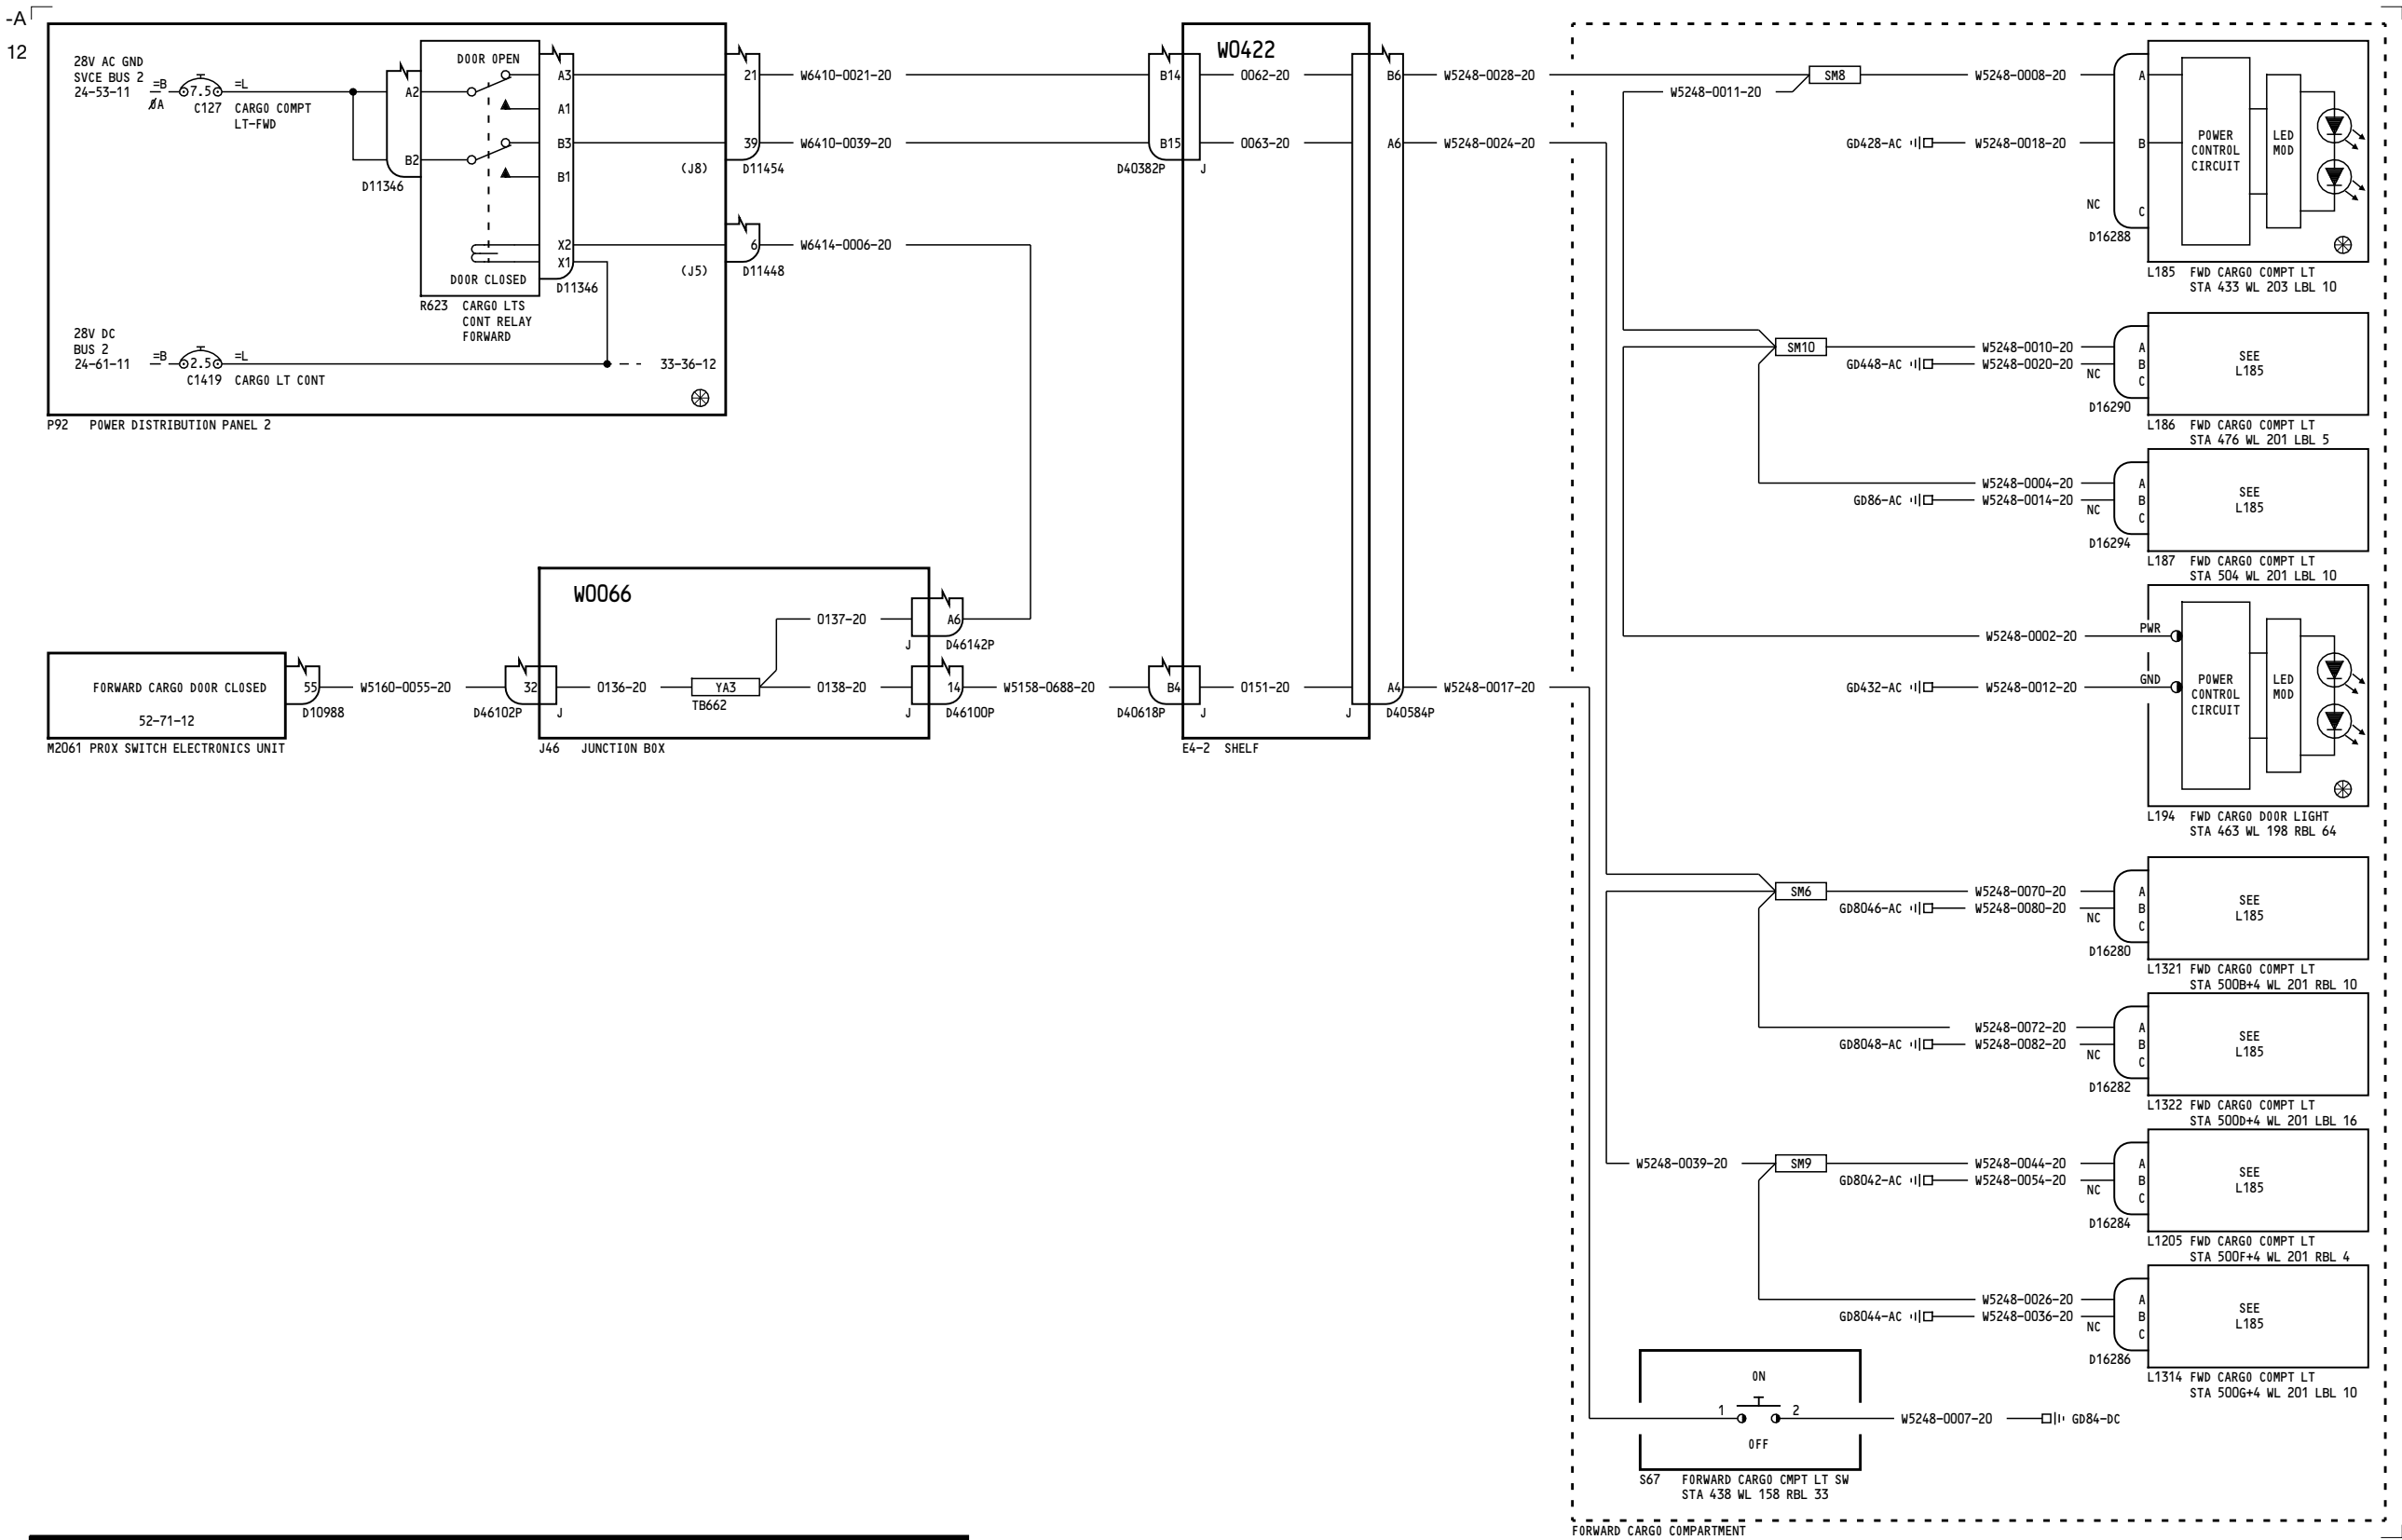 -A
12
28V AC GND
SVCE BUS 2
24-53-11
=B
ØA
7.5
=L
C127 CARGO COMPT
LT-FWD
D11346
A2
B2
DOOR OPEN
DOOR CLOSED
A3
A1
B3
B1
X2
X1
D11346
R623 CARGO LTS
CONT RELAY
FORWARD
28V DC
BUS 2
24-61-11
=B
2.5
=L
C1419 CARGO LT CONT
33-36-12
P92 POWER DISTRIBUTION PANEL 2
21
39
(J8) D11454
6
(J5) D11448
W6410-0021-20
W6410-0039-20
W6414-0006-20
FORWARD CARGO DOOR CLOSED
52-71-12
M2061 PROX SWITCH ELECTRONICS UNIT
55
D10988
W5160-0055-20
32
D46102P
J
W0066
0136-20
YA3
TB662
0137-20
0138-20
A6
J D46142P
14
J D46100P
J46 JUNCTION BOX
W5158-0688-20
W0422
B14
B15
D40382P J
0062-20
0063-20
B4
D40618P J
0151-20
B6
A6
A4
J D40584P
E4-2 SHELF
W5248-0028-20
W5248-0024-20
W5248-0017-20
SM8
W5248-0011-20
W5248-0008-20
GD428-AC W5248-0018-20
NC
A
B
C
D16288
POWER
CONTROL
CIRCUIT
LED
MOD
L185 FWD CARGO COMPT LT
STA 433 WL 203 LBL 10
SM10
W5248-0010-20
GD448-AC W5248-0020-20
NC
A
B
C
D16290
SEE
L185
L186 FWD CARGO COMPT LT
STA 476 WL 201 LBL 5
W5248-0004-20
GD86-AC W5248-0014-20
NC
A
B
C
D16294
SEE
L185
L187 FWD CARGO COMPT LT
STA 504 WL 201 LBL 10
W5248-0002-20
PWR
GD432-AC W5248-0012-20
GND
POWER
CONTROL
CIRCUIT
LED
MOD
L194 FWD CARGO DOOR LIGHT
STA 463 WL 198 RBL 64
SM6
W5248-0070-20
GD8046-AC W5248-0080-20
NC
A
B
C
D16280
SEE
L185
L1321 FWD CARGO COMPT LT
STA 500B+4 WL 201 RBL 10
W5248-0072-20
GD8048-AC W5248-0082-20
NC
A
B
C
D16282
SEE
L185
L1322 FWD CARGO COMPT LT
STA 500D+4 WL 201 LBL 16
W5248-0039-20
SM9
W5248-0044-20
GD8042-AC W5248-0054-20
NC
A
B
C
D16284
SEE
L185
L1205 FWD CARGO COMPT LT
STA 500F+4 WL 201 RBL 4
W5248-0026-20
GD8044-AC W5248-0036-20
NC
A
B
C
D16286
SEE
L185
L1314 FWD CARGO COMPT LT
STA 500G+4 WL 201 LBL 10
ON
1 2
OFF
W5248-0007-20 GD84-DC
S67 FORWARD CARGO CMPT LT SW
STA 438 WL 158 RBL 33
FORWARD CARGO COMPARTMENT